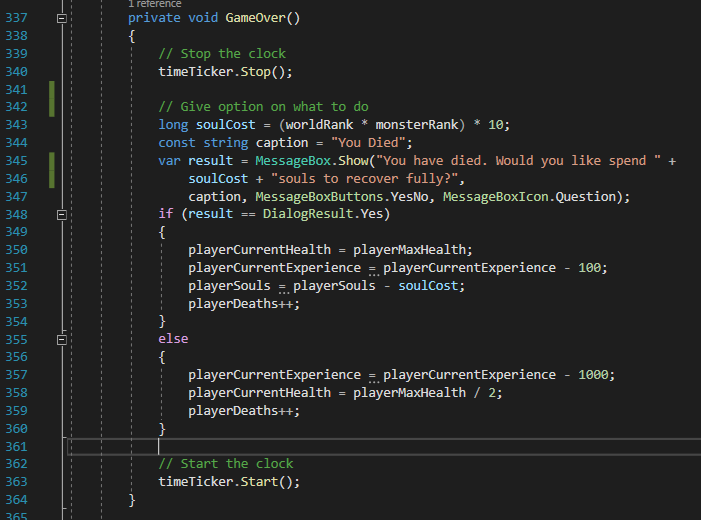 1 reference
337 private void GameOver()
338 {
339 // Stop the clock
340 timeTicker.Stop();
341
342 // Give option on what to do
343 long soulCost = (worldRank * monsterRank) * 10;
344 const string caption = "You Died";
345 var result = MessageBox.Show("You have died. Would you like spend " +
346 soulCost + "souls to recover fully?",
347 caption, MessageBoxButtons.YesNo, MessageBoxIcon.Question);
348 if (result == DialogResult.Yes)
349 {
350 playerCurrentHealth = playerMaxHealth;
351 playerCurrentExperience = playerCurrentExperience - 100;
352 playerSouls = playerSouls - soulCost;
353 playerDeaths++;
354 }
355 else
356 {
357 playerCurrentExperience = playerCurrentExperience - 1000;
358 playerCurrentHealth = playerMaxHealth / 2;
359 playerDeaths++;
360 }
361
362 // Start the clock
363 timeTicker.Start();
364 }
365